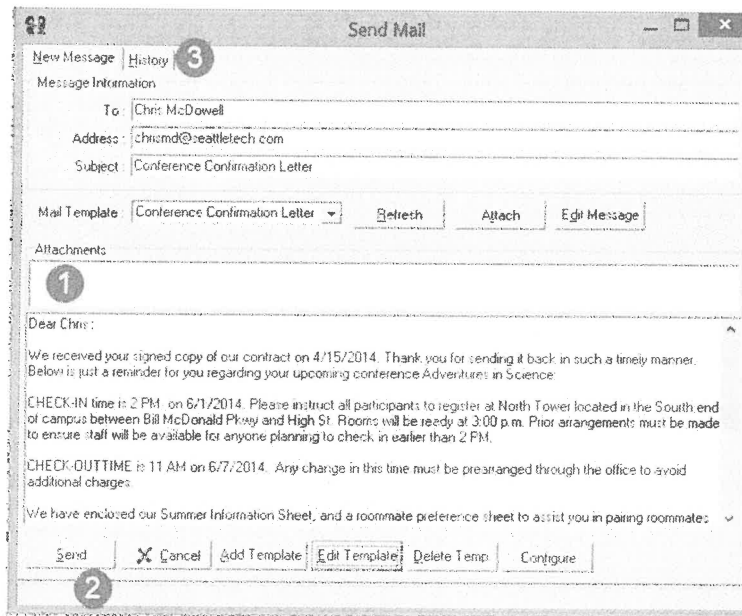 Send Mail
New Message History 3
Message Information
To: Chris McDowell
Address: chrismd@seattletech.com
Subject: Conference Confirmation Letter
Mail Template: Conference Confirmation Letter Refresh Attach Edit Message
Attachments
1
Dear Chris:
We received your signed copy of our contract on 4/15/2014. Thank you for sending it back in such a timely manner.
Below is just a reminder for you regarding your upcoming conference Adventures in Science:
CHECK-IN time is 2 PM on 6/1/2014. Please instruct all participants to register at North Tower located in the South end
of campus between Bill McDonald Pkwy and High St. Rooms will be ready at 3:00 p.m. Prior arrangements must be made
to ensure staff will be available for anyone planning to check in earlier than 2 PM.
CHECK-OUT TIME is 11 AM on 6/7/2014. Any change in this time must be prearranged through the office to avoid
additional charges.
We have enclosed our Summer Information Sheet, and a roommate preference sheet to assist you in pairing roommates
Send Cancel Add Template Edit Template Delete Temp. Configure
2